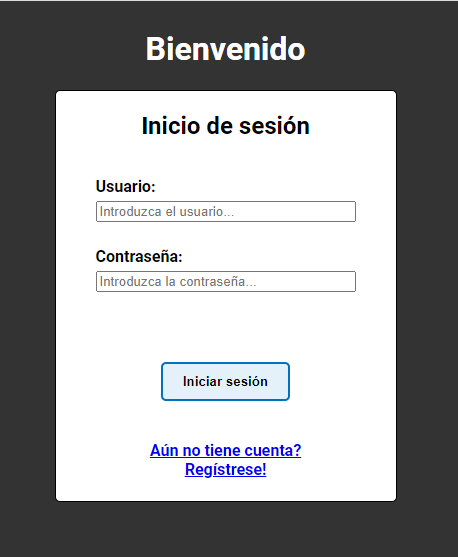 Bienvenido
Inicio de sesión
Usuario:
Introduzca el usuario...
Contraseña:
Introduzca la contraseña...
Iniciar sesión
Aún no tiene cuenta?
Regístrese!